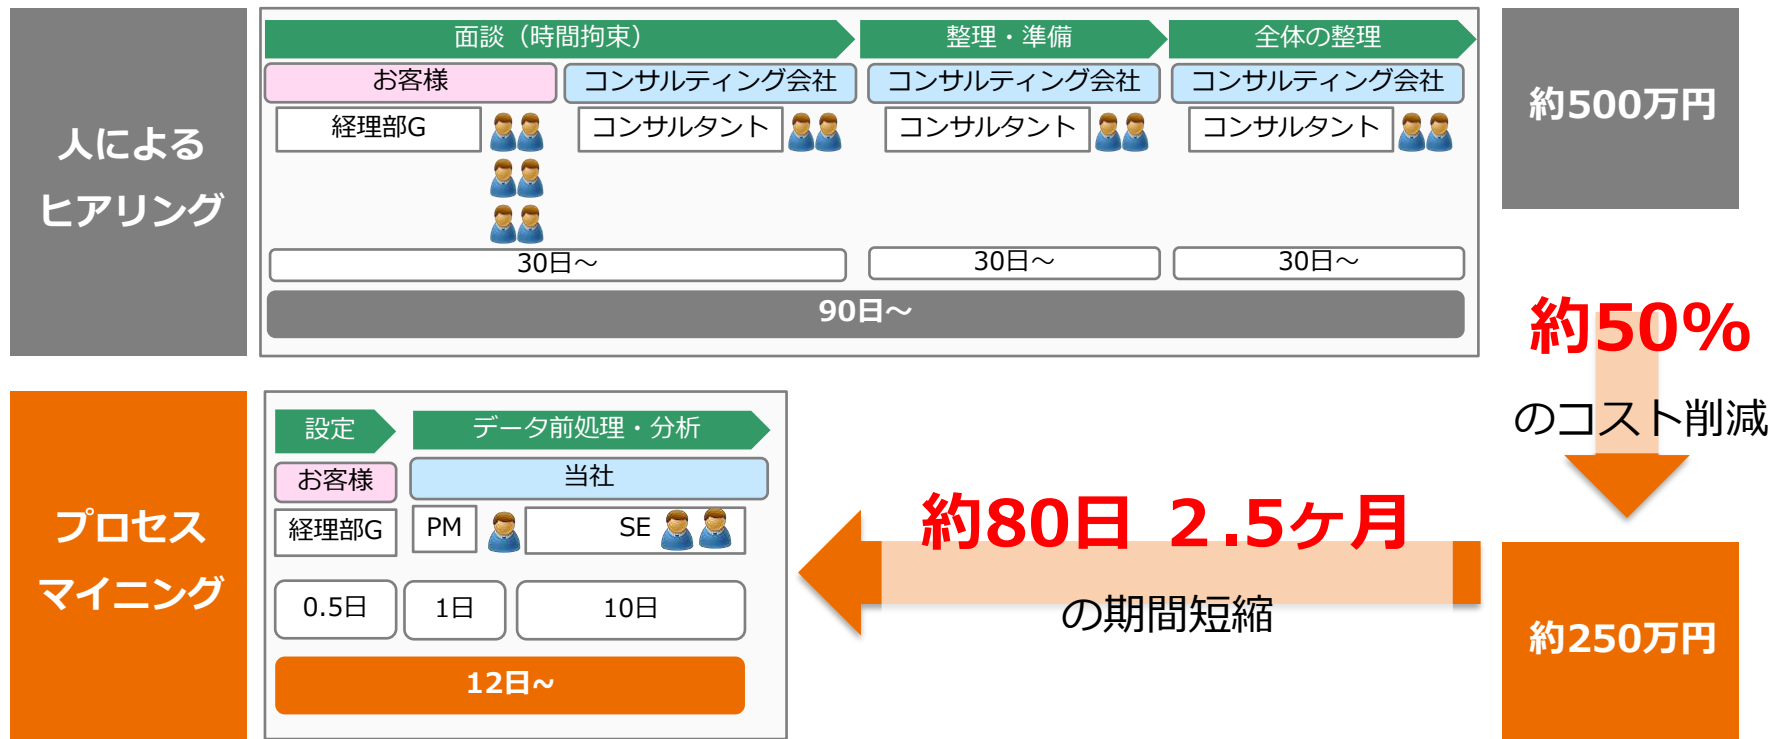 人による
ヒアリング
面談（時間拘束）
整理・準備
全体の整理
お客様
コンサルティング会社
コンサルティング会社
コンサルティング会社
経理部G
コンサルタント
コンサルタント
コンサルタント
30日～
30日～
30日～
90日～
約500万円
約50%
のコスト削減
プロセス
マイニング
設定
データ前処理・分析
お客様
当社
経理部G
PM
SE
0.5日
1日
10日
12日~
約80日 ２.5ヶ月
の期間短縮
約250万円